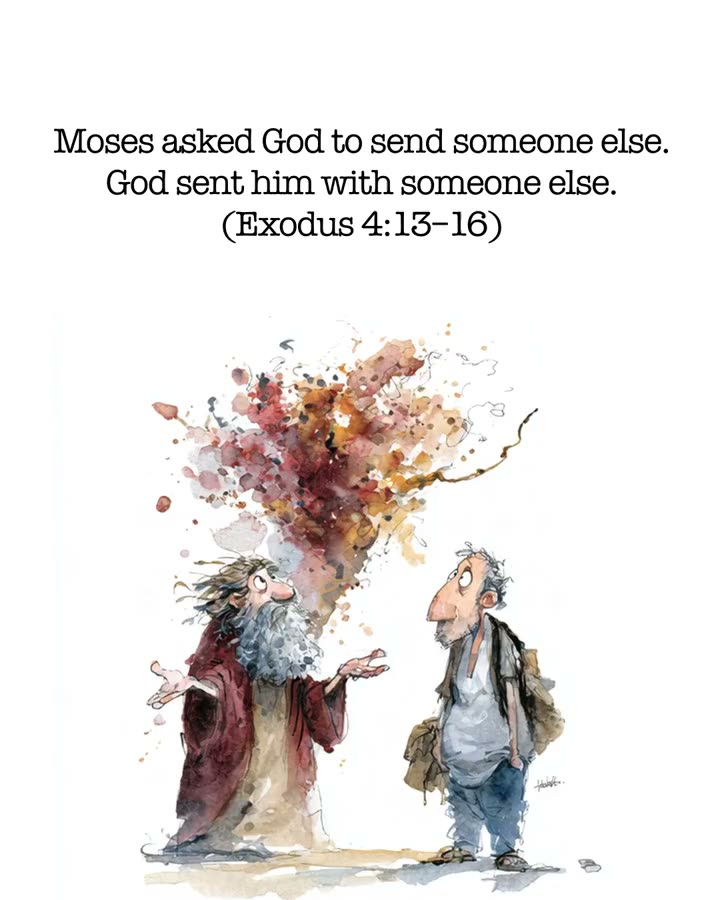 Moses asked God to send someone else.
God sent him with someone else.
(Exodus 4:13–16)